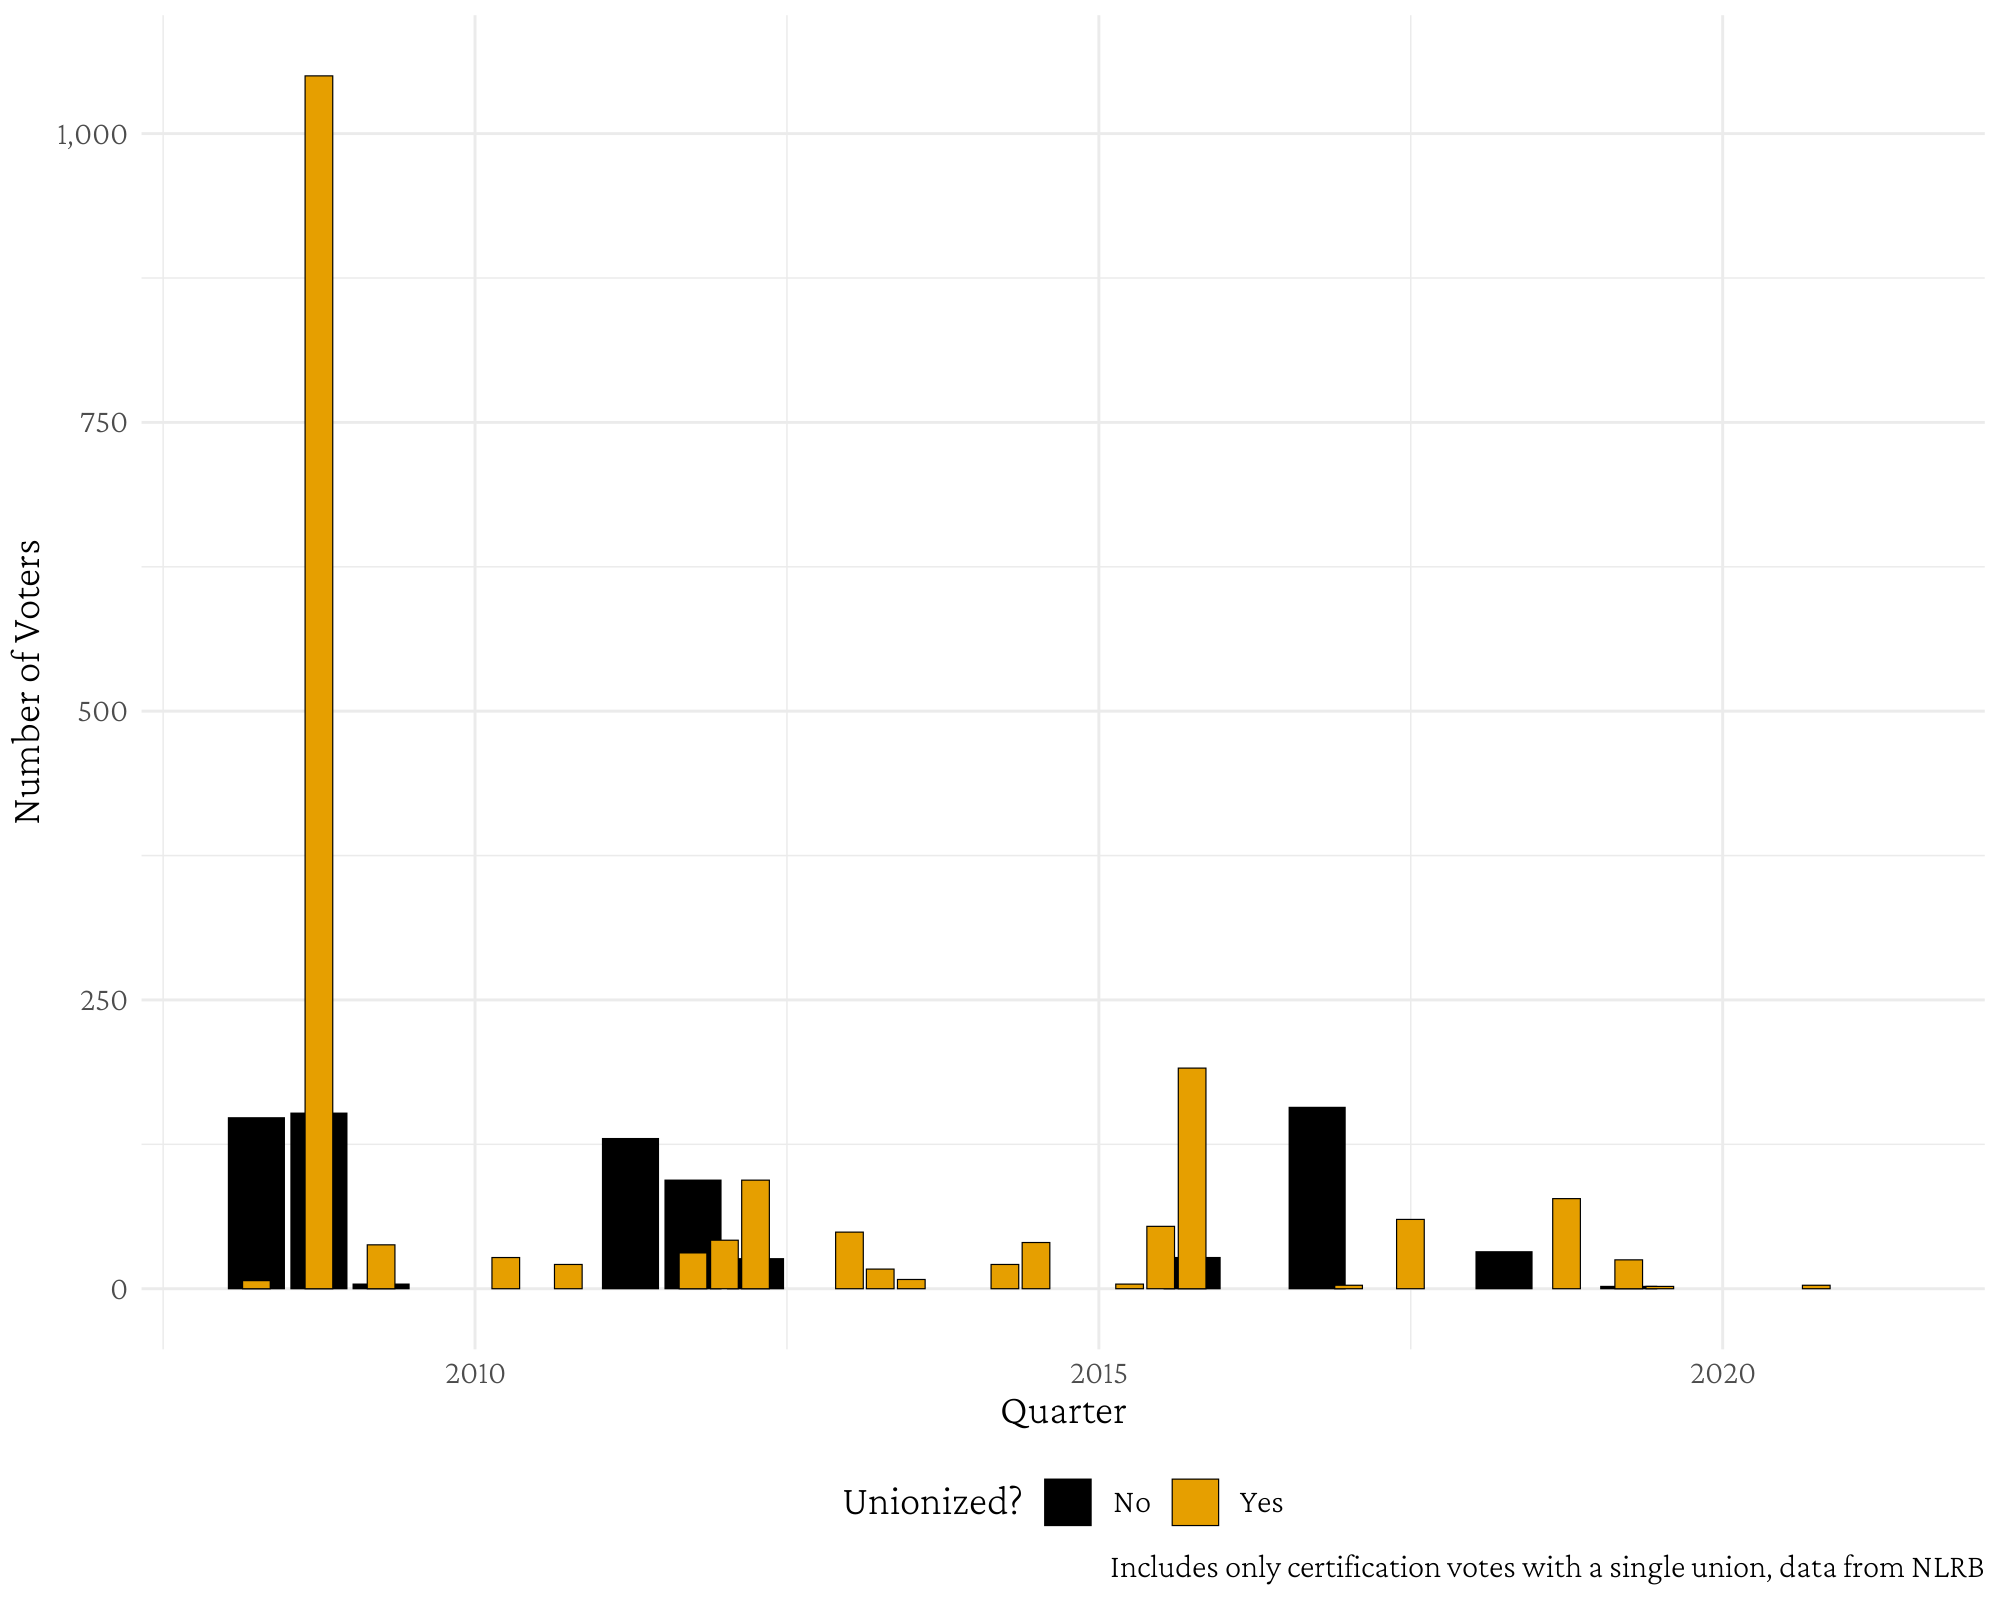 1,000
750
500
250
0
Number of Voters
2010 2015 2020
Quarter
Unionized? No Yes
Includes only certification votes with a single union, data from NLRB